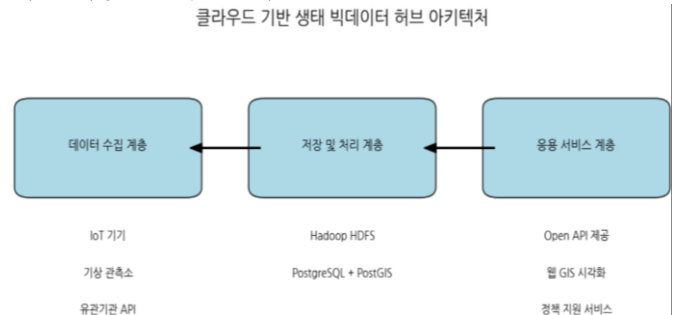 클라우드 기반 생태 빅데이터 허브 아키텍처
데이터 수집 계층
저장 및 처리 계층
응용 서비스 계층
IoT 기기
Hadoop HDFS
Open API 제공
기상 관측소
PostgreSQL + PostGIS
웹 GIS 시각화
유관기관 API
정책 지원 서비스